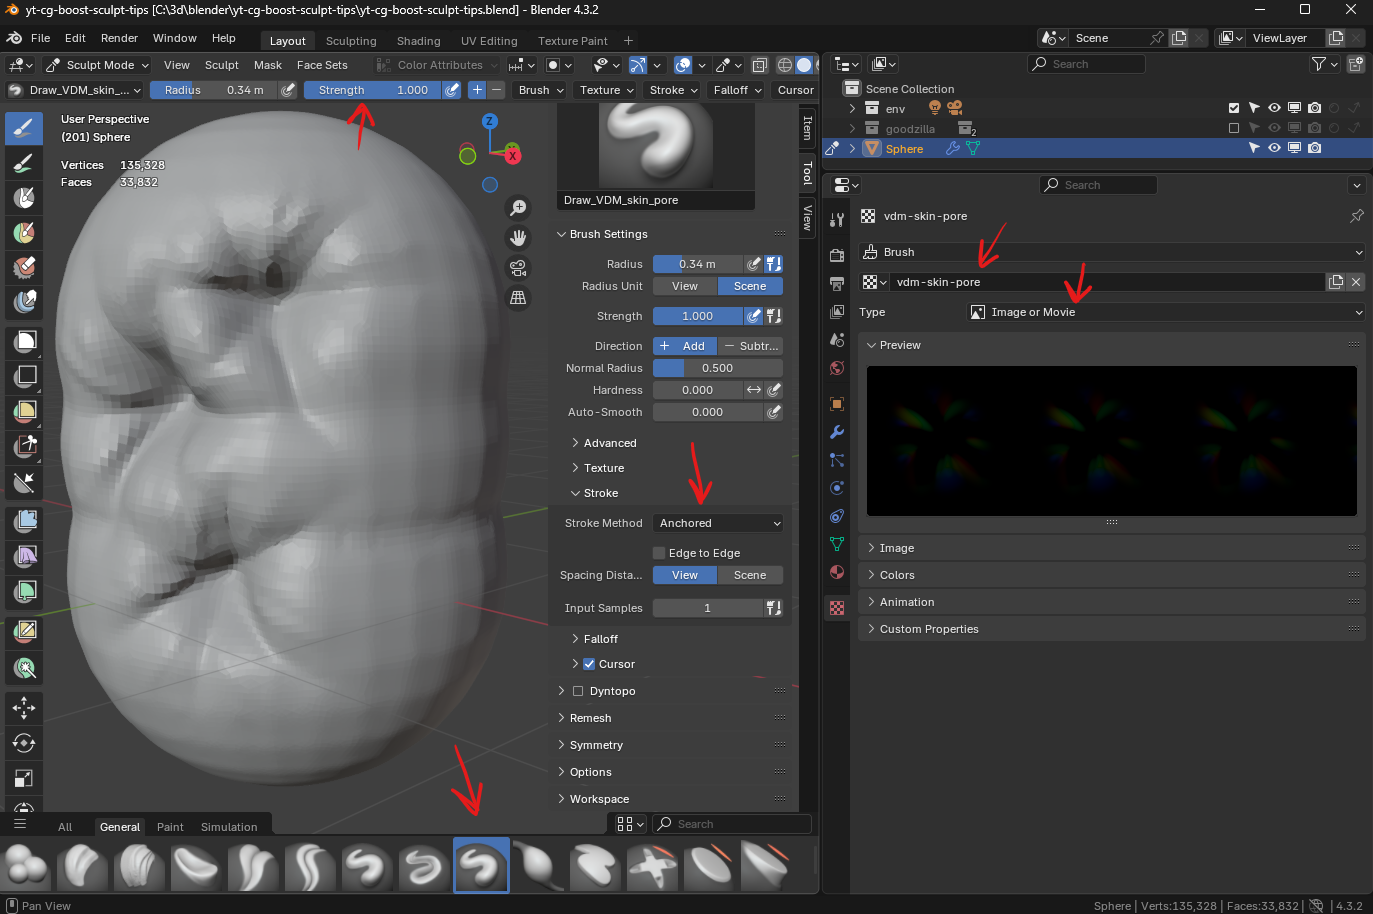 yt-cg-boost-sculpt-tips [C:\3d\blender\yt-cg-boost-sculpt-tips\yt-cg-boost-sculpt-tips.blend] - Blender 4.3.2
File Edit Render Window Help Layout Sculpting Shading UV Editing Texture Paint + Scene ViewLayer
Sculpt Mode View Sculpt Mask Face Sets Color Attributes
Search
Draw_VDM_skin_... Radius 0.34 m Strength 1.000 + − Brush Texture Stroke Falloff Cursor
Scene Collection
env
goodzilla 2
Sphere
User Perspective
(201) Sphere
Vertices 135,328
Faces 33,832
Z
X
Item
Tool
View
Draw_VDM_skin_pore
Brush Settings
Radius 0.34 m
Radius Unit View Scene
Strength 1.000
Direction + Add − Subtr...
Normal Radius 0.500
Hardness 0.000
Auto-Smooth 0.000
Advanced
Texture
Stroke
Stroke Method Anchored
Edge to Edge
Spacing Dista... View Scene
Input Samples 1
Falloff
Cursor
Dyntopo
Remesh
Symmetry
Options
Workspace
Search
vdm-skin-pore
Brush
vdm-skin-pore
Type Image or Movie
Preview
Image
Colors
Animation
Custom Properties
All General Paint Simulation Search
Pan View
Sphere | Verts:135,328 | Faces:33,832 | 4.3.2